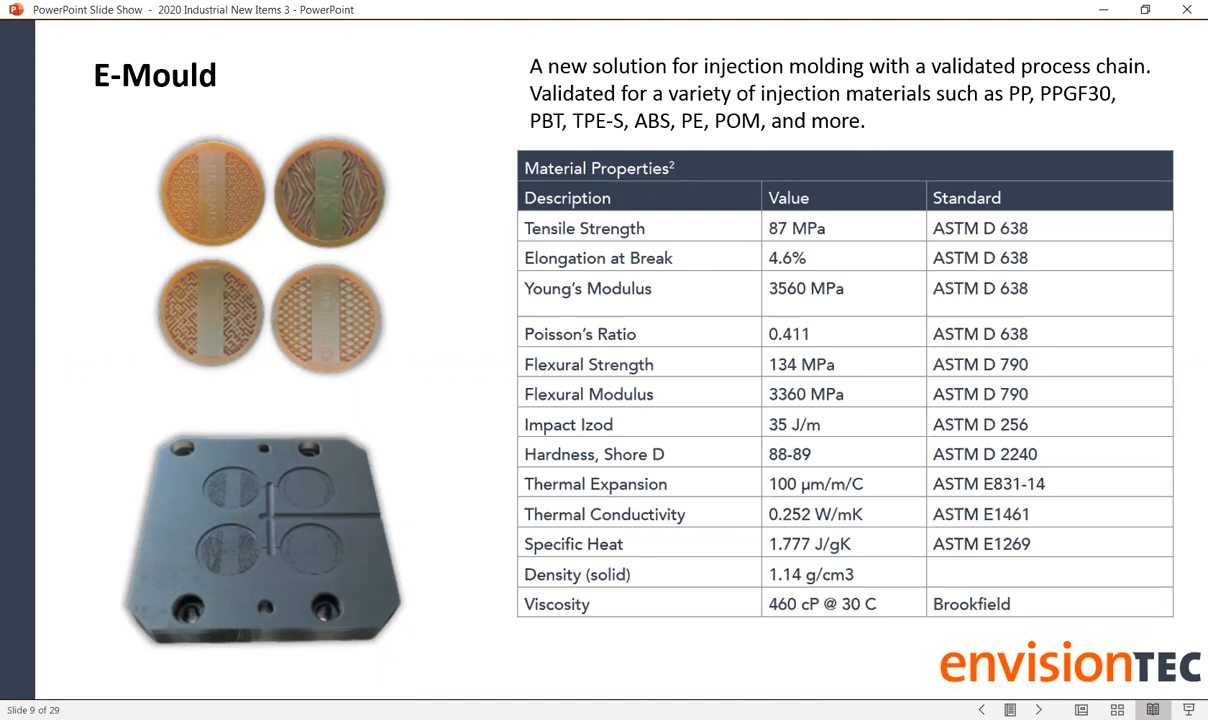 PowerPoint Slide Show - 2020 Industrial New Items 3 - PowerPoint
E-Mould
A new solution for injection molding with a validated process chain.
Validated for a variety of injection materials such as PP, PPGF30,
PBT, TPE-S, ABS, PE, POM, and more.
Material Properties²
Description Value Standard
Tensile Strength 87 MPa ASTM D 638
Elongation at Break 4.6% ASTM D 638
Young's Modulus 3560 MPa ASTM D 638
Poisson's Ratio 0.411 ASTM D 638
Flexural Strength 134 MPa ASTM D 790
Flexural Modulus 3360 MPa ASTM D 790
Impact Izod 35 J/m ASTM D 256
Hardness, Shore D 88-89 ASTM D 2240
Thermal Expansion 100 µm/m/C ASTM E831-14
Thermal Conductivity 0.252 W/mK ASTM E1461
Specific Heat 1.777 J/gK ASTM E1269
Density (solid) 1.14 g/cm3
Viscosity 460 cP @ 30 C Brookfield
envisionTEC
Slide 9 of 29